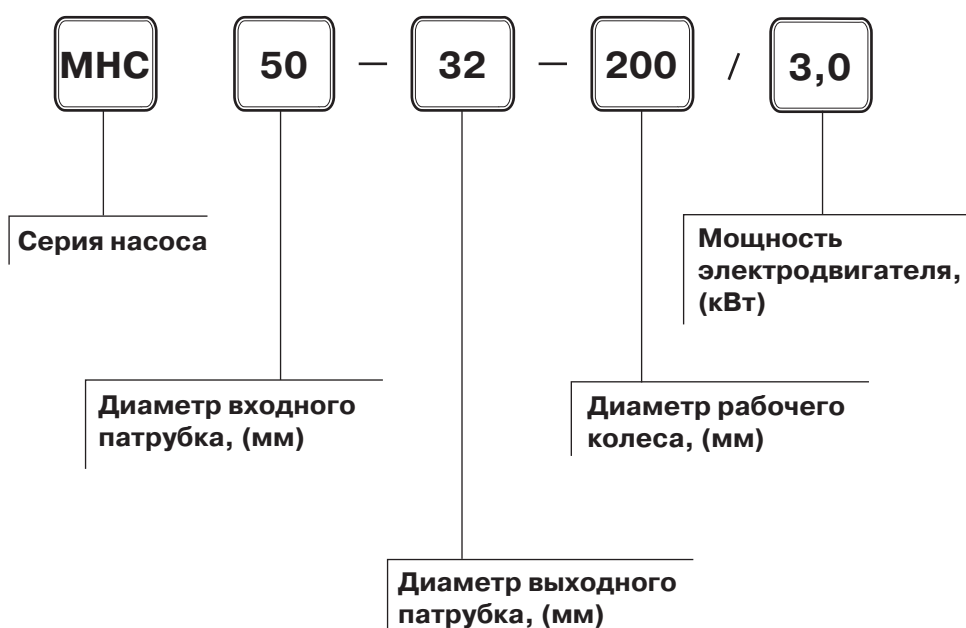 МНС 50 — 32 — 200 / 3,0
Серия насоса
Мощность
электродвигателя,
(кВт)
Диаметр входного
патрубка, (мм)
Диаметр рабочего
колеса, (мм)
Диаметр выходного
патрубка, (мм)